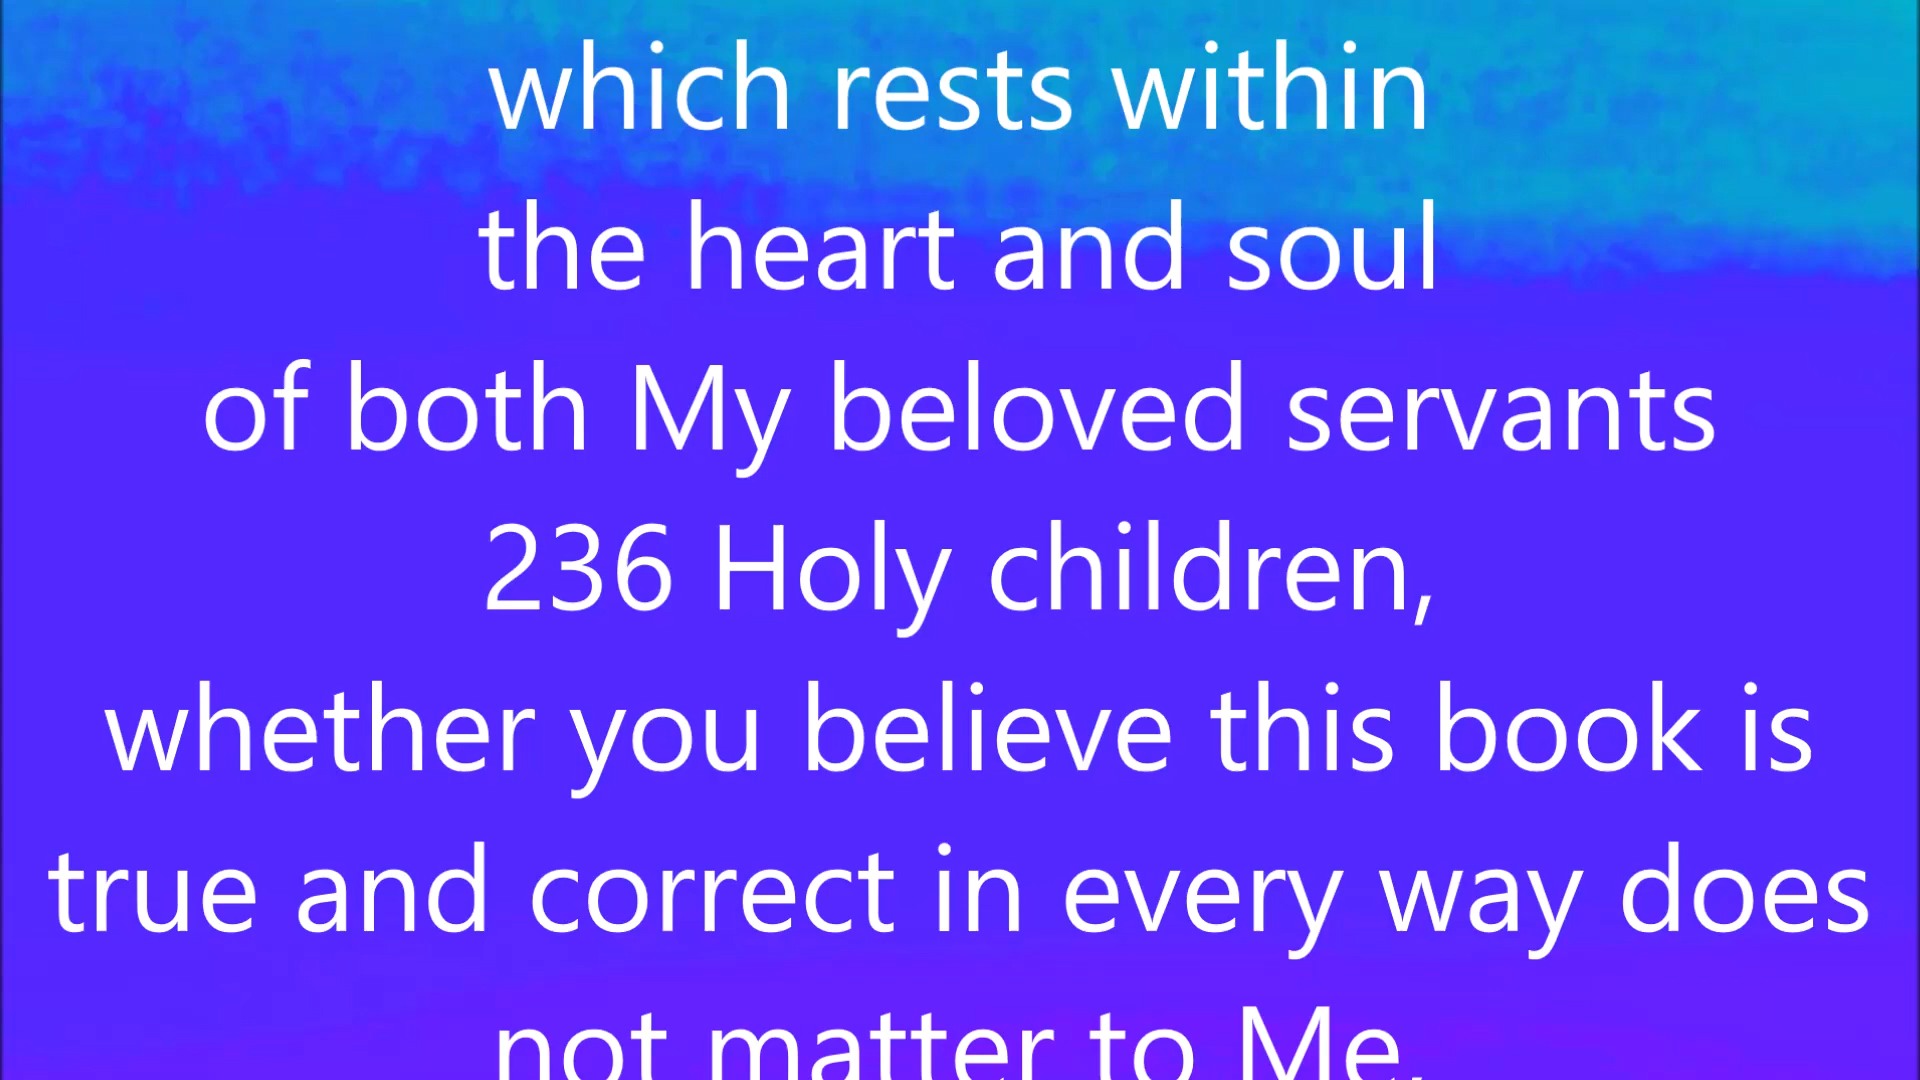 which rests within
the heart and soul
of both My beloved servants
236 Holy children,
whether you believe this book is
true and correct in every way does
not matter to Me,